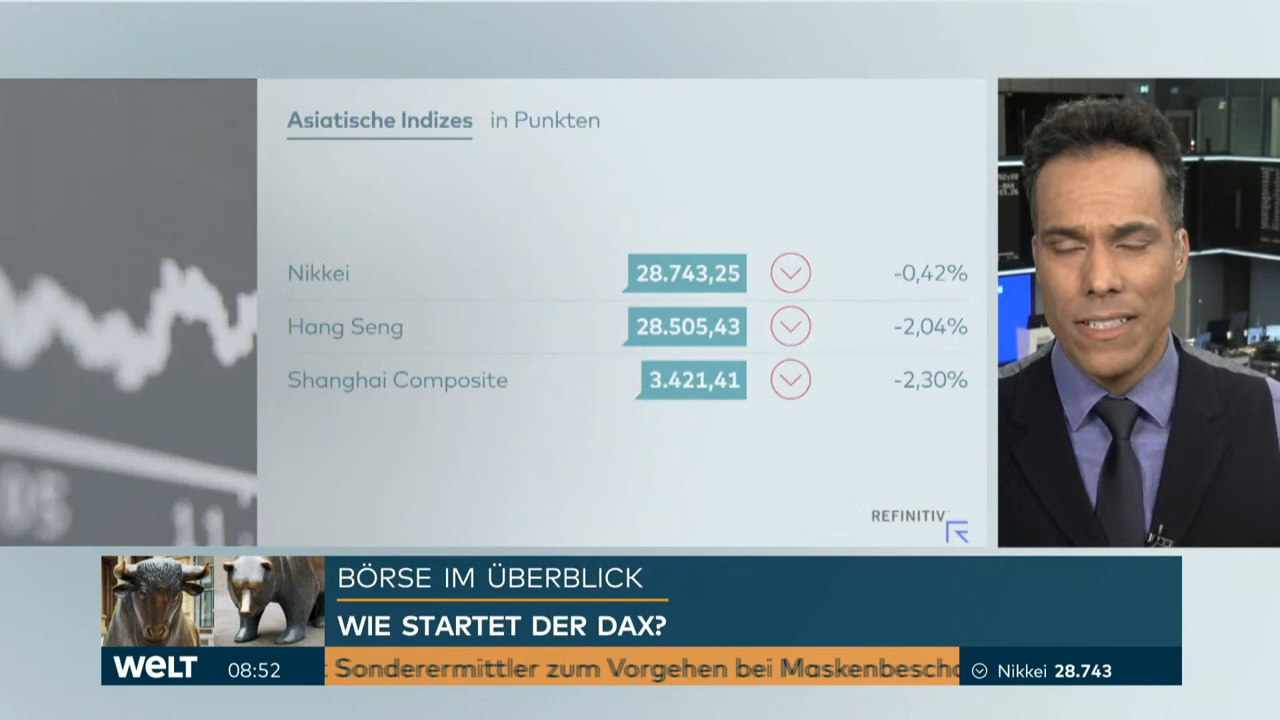 Asiatische Indizes in Punkten
Nikkei 28.743,25 -0,42%
Hang Seng 28.505,43 -2,04%
Shanghai Composite 3.421,41 -2,30%
REFINITIV
BÖRSE IM ÜBERBLICK
WIE STARTET DER DAX?
WELT 08:52 Sonderermittler zum Vorgehen bei Nikkei 28.743